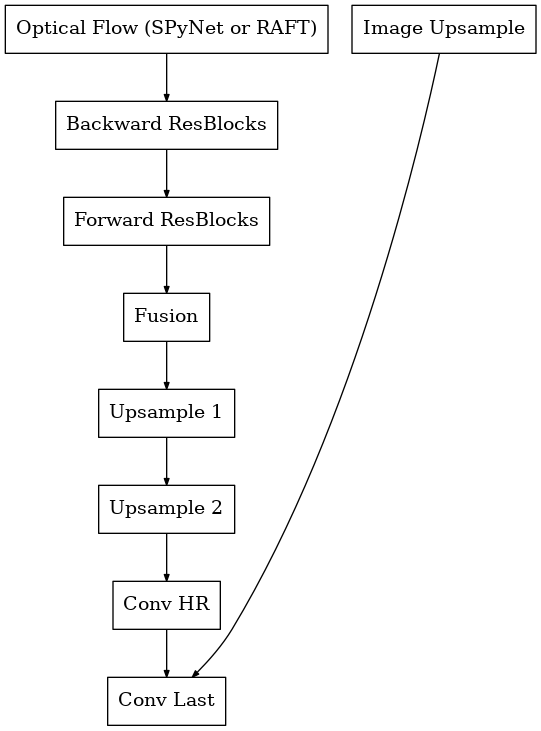 Optical Flow (SPyNet or RAFT)
Image Upsample
Backward ResBlocks
Forward ResBlocks
Fusion
Upsample 1
Upsample 2
Conv HR
Conv Last